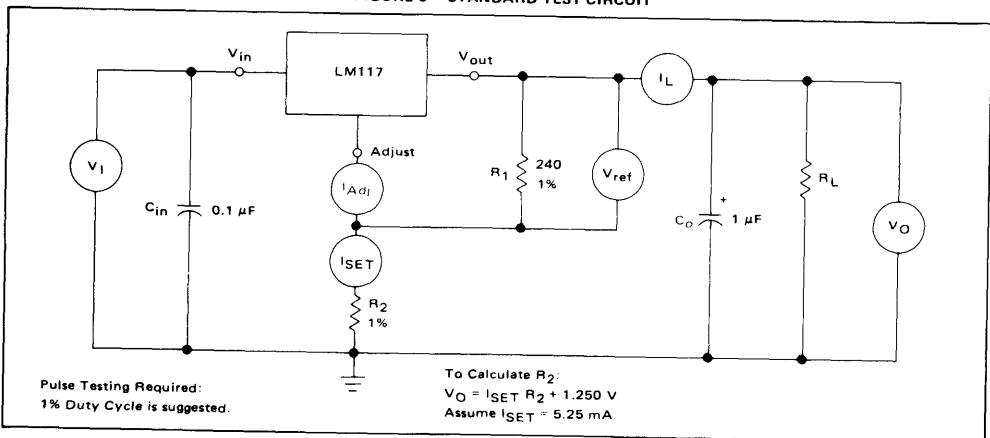 STANDARD TEST CIRCUIT
Vin
LM117
Vout
IL
Adjust
VI
IAdj
R1
240
1%
Vref
Cin
0.1 μF
+
CO
1 μF
RL
VO
ISET
R2
1%
Pulse Testing Required:
1% Duty Cycle is suggested.
To Calculate R2:
VO = ISET R2 + 1.250 V
Assume ISET = 5.25 mA